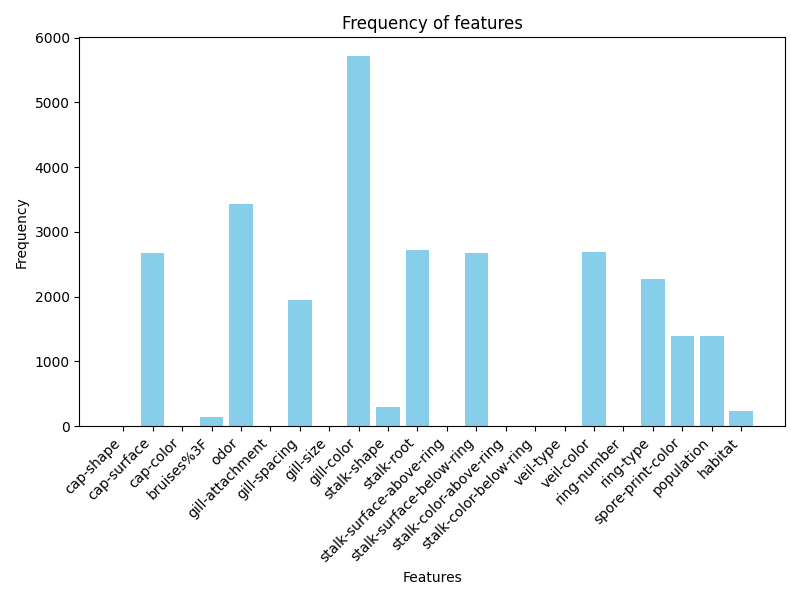 Frequency of features
Frequency
6000
5000
4000
3000
2000
1000
0
cap-shape
cap-surface
cap-color
bruises%3F
odor
gill-attachment
gill-spacing
gill-size
gill-color
stalk-shape
stalk-root
stalk-surface-above-ring
stalk-surface-below-ring
stalk-color-above-ring
stalk-color-below-ring
veil-type
veil-color
ring-number
ring-type
spore-print-color
population
habitat
Features